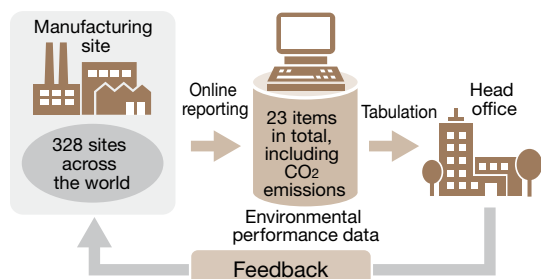 Manufacturing
site
328 sites
across
the world
Online
reporting
23 items
in total,
including
CO2
emissions
Environmental
performance data
Tabulation
Head
office
Feedback